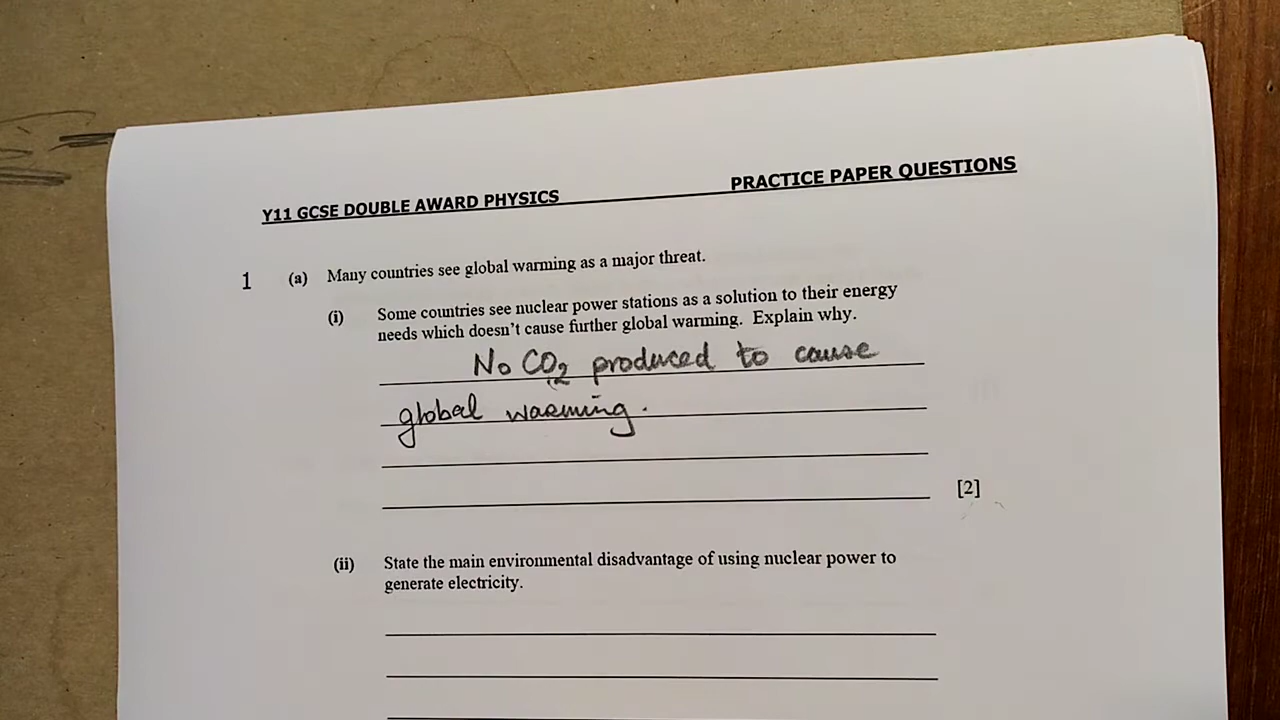 Y11 GCSE DOUBLE AWARD PHYSICS PRACTICE PAPER QUESTIONS
1 (a) Many countries see global warming as a major threat.
(i) Some countries see nuclear power stations as a solution to their energy
needs which doesn't cause further global warming. Explain why.
No CO2 produced to cause
global warming.
[2]
(ii) State the main environmental disadvantage of using nuclear power to
generate electricity.